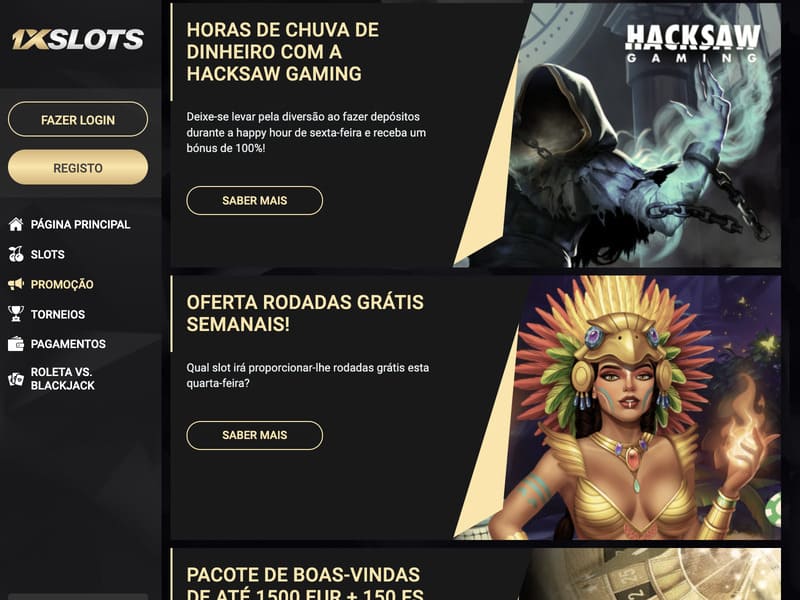 1XSLOTS
FAZER LOGIN
REGISTO
PÁGINA PRINCIPAL
SLOTS
PROMOÇÃO
TORNEIOS
PAGAMENTOS
ROLETA VS.
BLACKJACK
HORAS DE CHUVA DE
DINHEIRO COM A
HACKSAW GAMING
Deixe-se levar pela diversão ao fazer depósitos
durante a happy hour de sexta-feira e receba um
bónus de 100%!
SABER MAIS
HACKSAW
GAMING
OFERTA RODADAS GRÁTIS
SEMANAIS!
Qual slot irá proporcionar-lhe rodadas grátis esta
quarta-feira?
SABER MAIS
PACOTE DE BOAS-VINDAS
DE ATÉ 1500 EUR + 150 FS
25